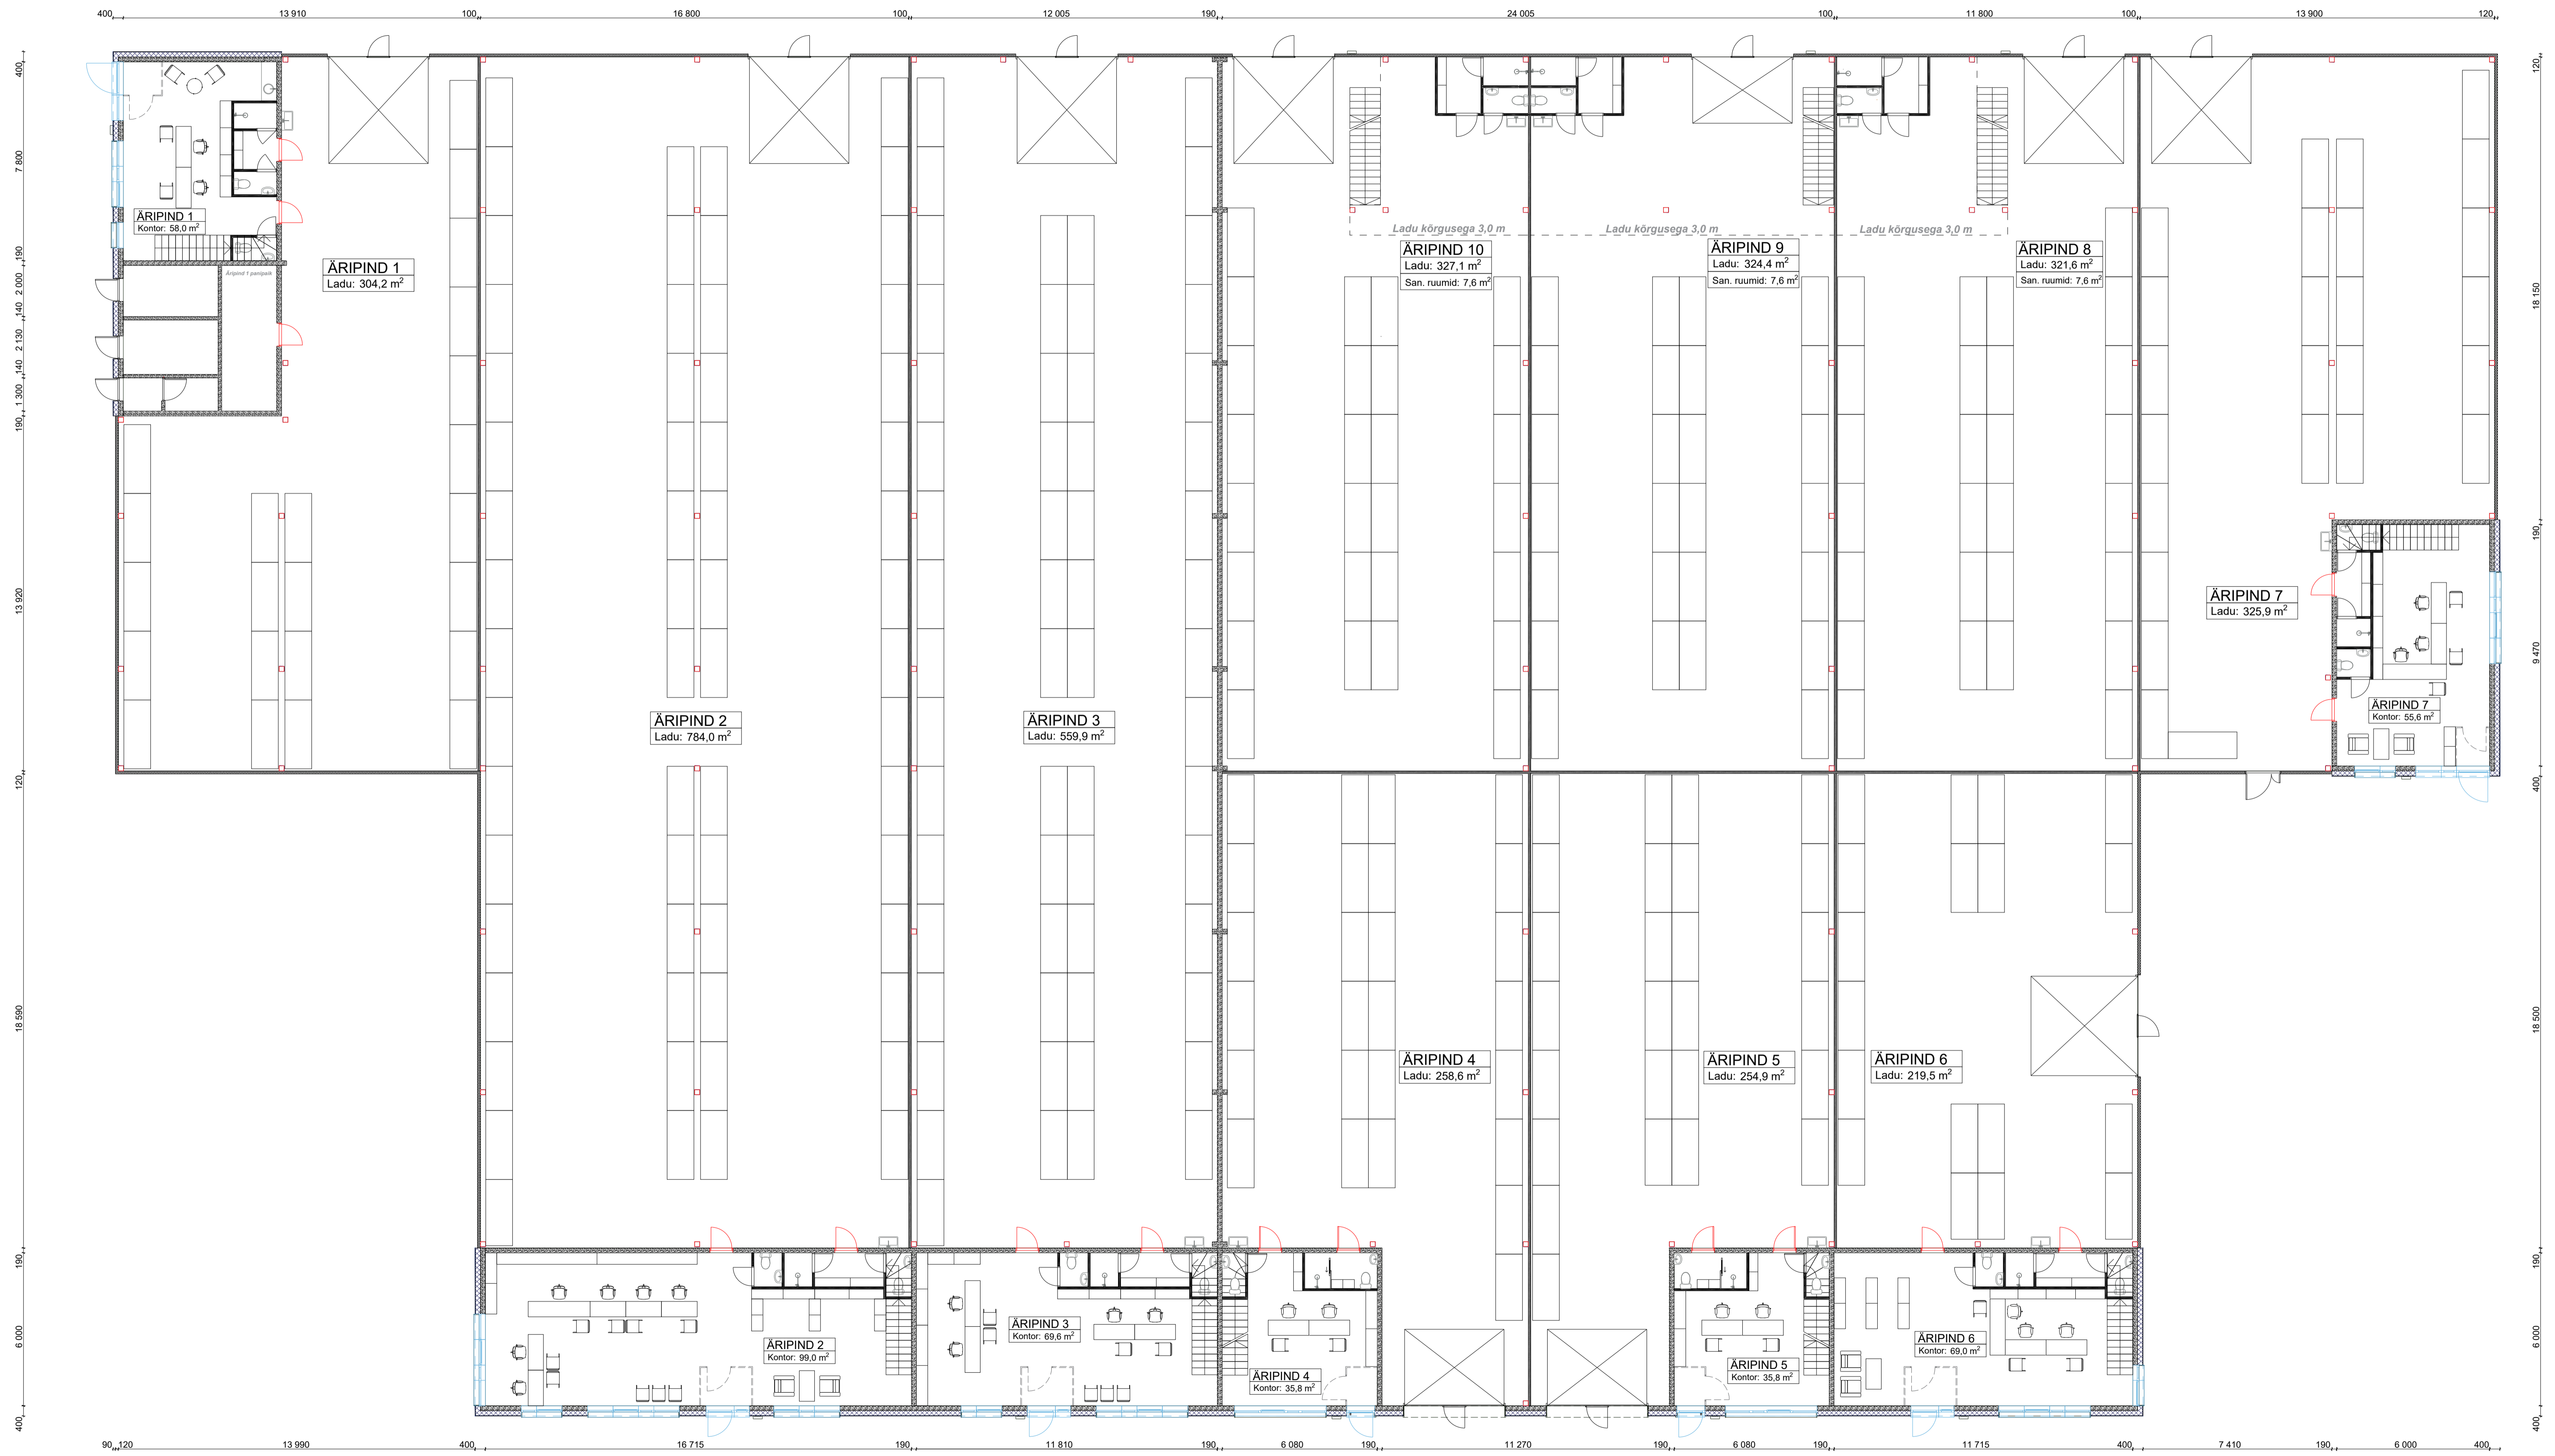 400 13 910 100 16 800 100 12 005 190 24 005 100 11 800 100 13 900 120
400
7 800
190
2 000
140
2 130
140
1 300
190
13 920
120
18 590
190
6 000
400
120
18 150
190
9 470
400
18 500
190
6 000
400
ÄRIPIND 1
Kontor: 58,0 m²
Äripind 1 panipaik
ÄRIPIND 1
Ladu: 304,2 m²
Ladu kõrgusega 3,0 m
Ladu kõrgusega 3,0 m
Ladu kõrgusega 3,0 m
ÄRIPIND 10
Ladu: 327,1 m²
San. ruumid: 7,6 m²
ÄRIPIND 9
Ladu: 324,4 m²
San. ruumid: 7,6 m²
ÄRIPIND 8
Ladu: 321,6 m²
San. ruumid: 7,6 m²
ÄRIPIND 7
Ladu: 325,9 m²
ÄRIPIND 7
Kontor: 55,6 m²
ÄRIPIND 2
Ladu: 784,0 m²
ÄRIPIND 3
Ladu: 559,9 m²
ÄRIPIND 4
Ladu: 258,6 m²
ÄRIPIND 5
Ladu: 254,9 m²
ÄRIPIND 6
Ladu: 219,5 m²
ÄRIPIND 2
Kontor: 99,0 m²
ÄRIPIND 3
Kontor: 69,6 m²
ÄRIPIND 4
Kontor: 35,8 m²
ÄRIPIND 5
Kontor: 35,8 m²
ÄRIPIND 6
Kontor: 69,0 m²
90 120 13 990 400 16 715 190 11 810 190 6 080 190 11 270 190 6 080 190 11 715 400 7 410 190 6 000 400